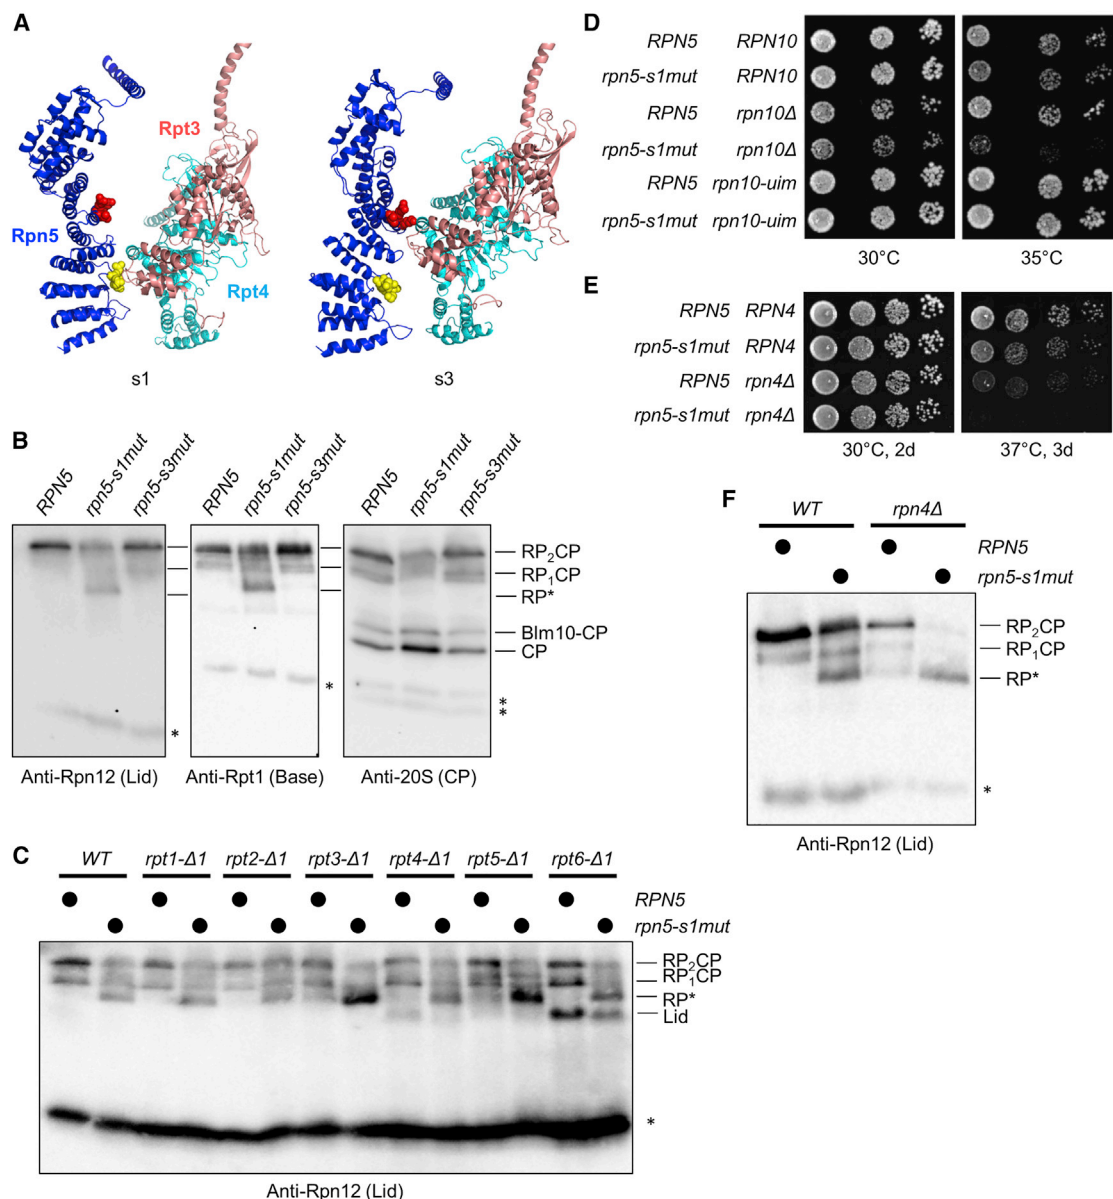 A
Rpt3
Rpn5
Rpt4
s1
s3
B
RPN5
rpn5-s1mut
rpn5-s3mut
RPN5
rpn5-s1mut
rpn5-s3mut
RPN5
rpn5-s1mut
rpn5-s3mut
RP₂CP
RP₁CP
RP*
Blm10-CP
CP
*
*
*
*
Anti-Rpn12 (Lid)
Anti-Rpt1 (Base)
Anti-20S (CP)
C
WT
rpt1-Δ1
rpt2-Δ1
rpt3-Δ1
rpt4-Δ1
rpt5-Δ1
rpt6-Δ1
RPN5
rpn5-s1mut
RP₂CP
RP₁CP
RP*
Lid
*
Anti-Rpn12 (Lid)
D
RPN5 RPN10
rpn5-s1mut RPN10
RPN5 rpn10Δ
rpn5-s1mut rpn10Δ
RPN5 rpn10-uim
rpn5-s1mut rpn10-uim
30°C
35°C
E
RPN5 RPN4
rpn5-s1mut RPN4
RPN5 rpn4Δ
rpn5-s1mut rpn4Δ
30°C, 2d
37°C, 3d
F
WT
rpn4Δ
RPN5
rpn5-s1mut
RP₂CP
RP₁CP
RP*
*
Anti-Rpn12 (Lid)